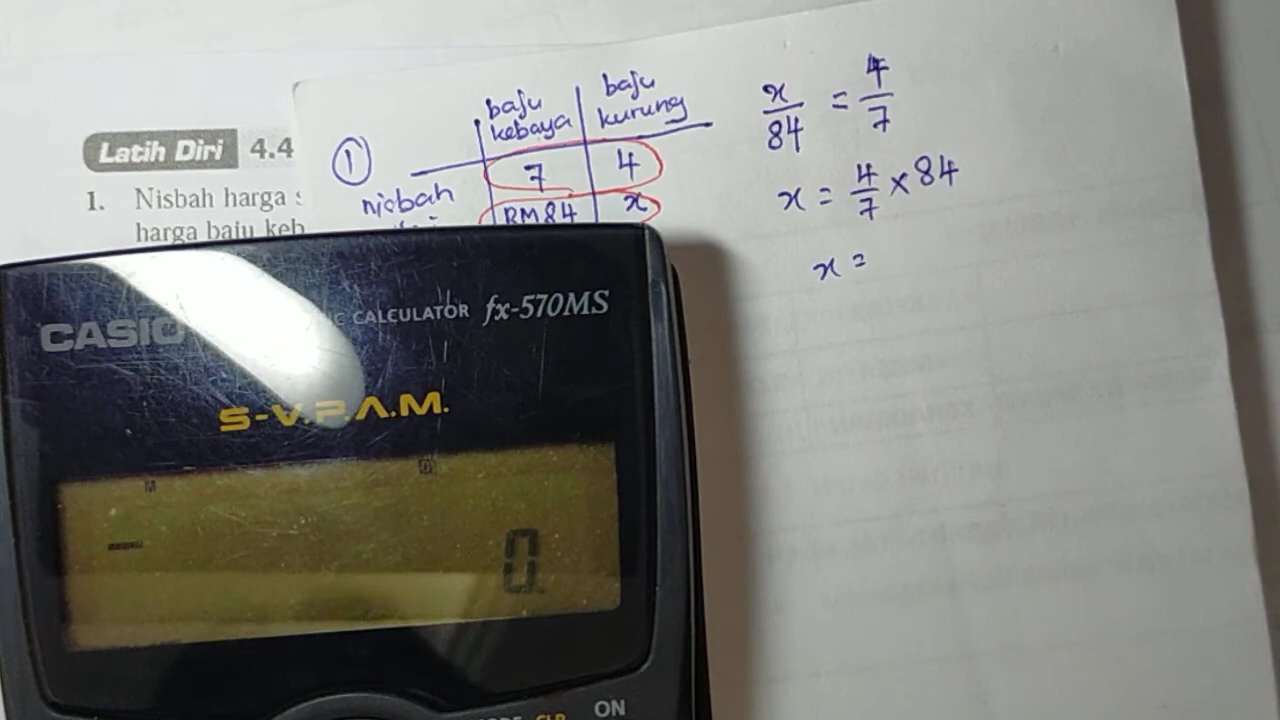 Latih Diri 4.4
1. Nisbah harga
harga baju keb
①
baju kebaya
baju kurung
nisbah
7
4
RM84
x
x/84 = 4/7
x = 4/7 × 84
x =
CASIO
CALCULATOR fx-570MS
S-V.P.A.M.
M
D
0.
ON